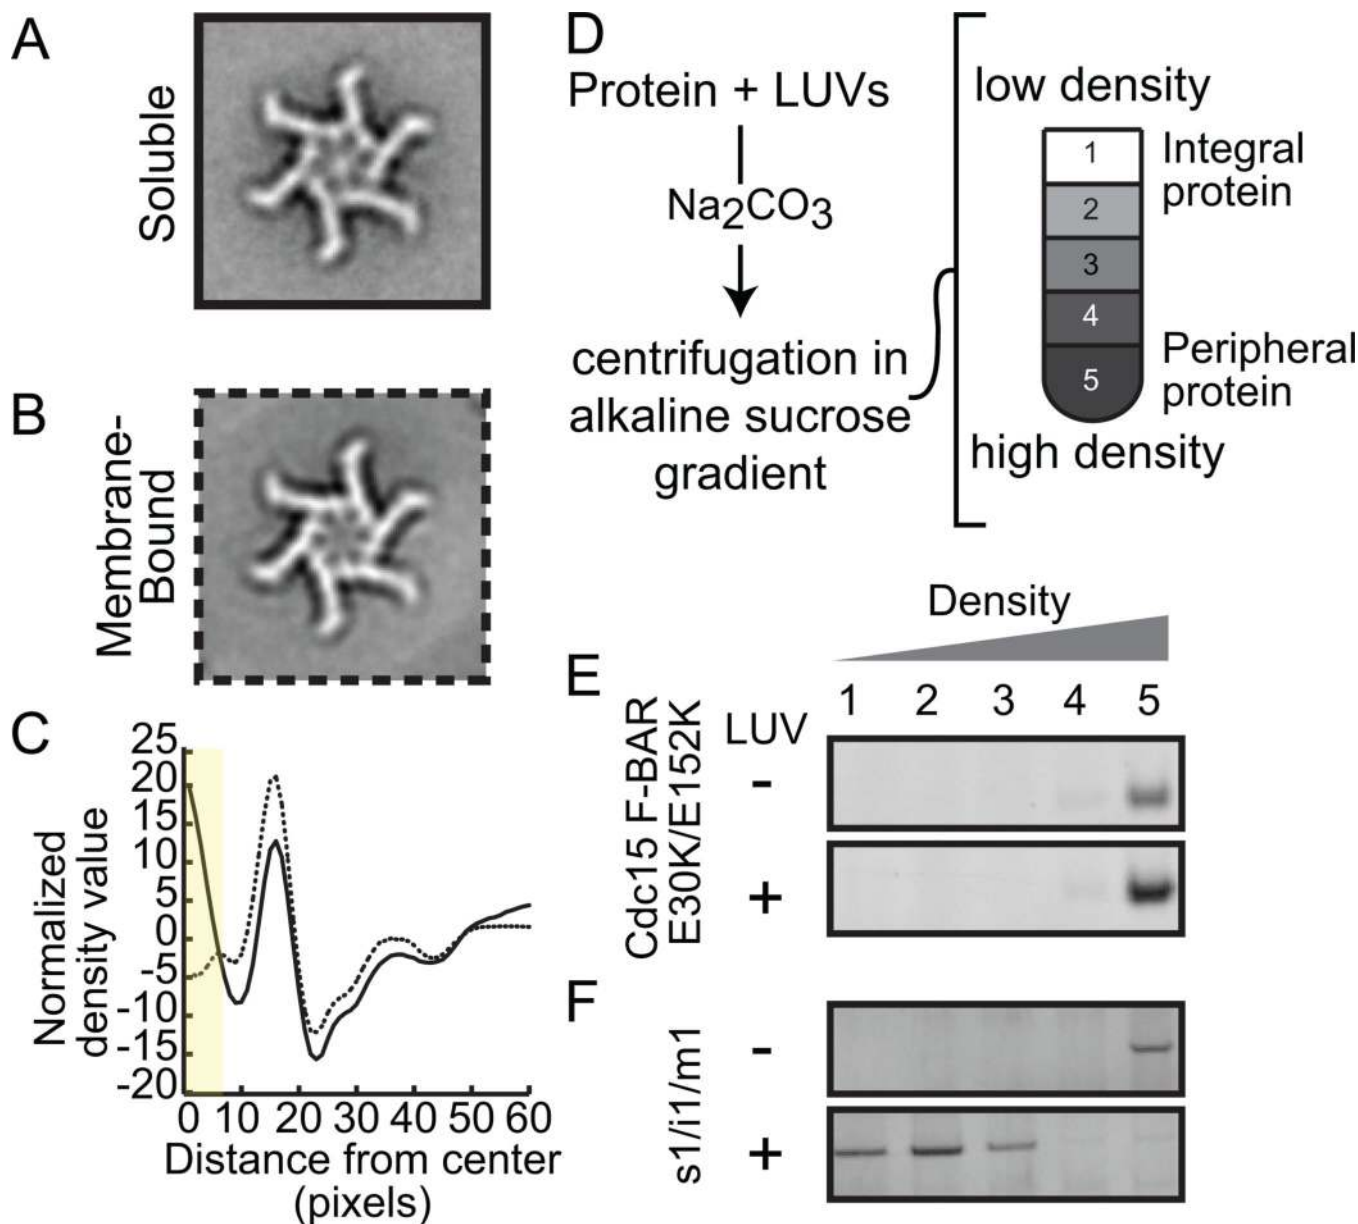 A
Soluble
B
Membrane-
Bound
C
25
20
15
10
5
0
-5
-10
-15
-20
Normalized
density value
0 10 20 30 40 50 60
Distance from center
(pixels)
D
Protein + LUVs
Na2CO3
centrifugation in
alkaline sucrose
gradient
low density
1
2
3
4
5
Integral
protein
Peripheral
protein
high density
Density
E
1 2 3 4 5
LUV
Cdc15 F-BAR
E30K/E152K
-
+
F
s1/i1/m1
-
+